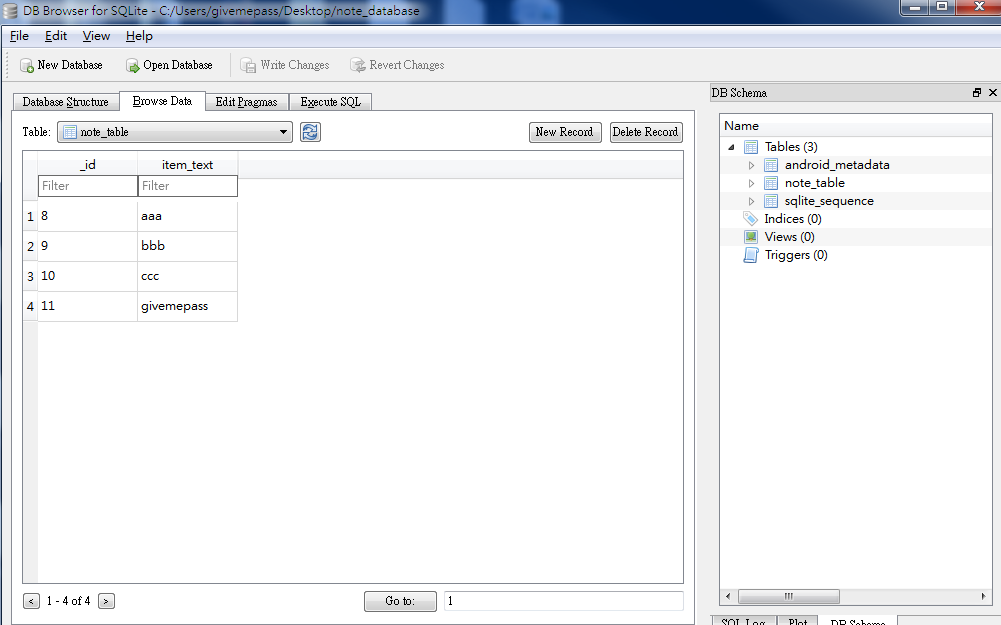 DB Browser for SQLite - C:/Users/givemepass/Desktop/note_database
File Edit View Help
New Database Open Database Write Changes Revert Changes
Database Structure Browse Data Edit Pragmas Execute SQL
Table: note_table New Record Delete Record
_id item_text
Filter Filter
1 8 aaa
2 9 bbb
3 10 ccc
4 11 givemepass
< 1 - 4 of 4 > Go to: 1
DB Schema
Name
Tables (3)
android_metadata
note_table
sqlite_sequence
Indices (0)
Views (0)
Triggers (0)
SQL Log Plot DB Schema